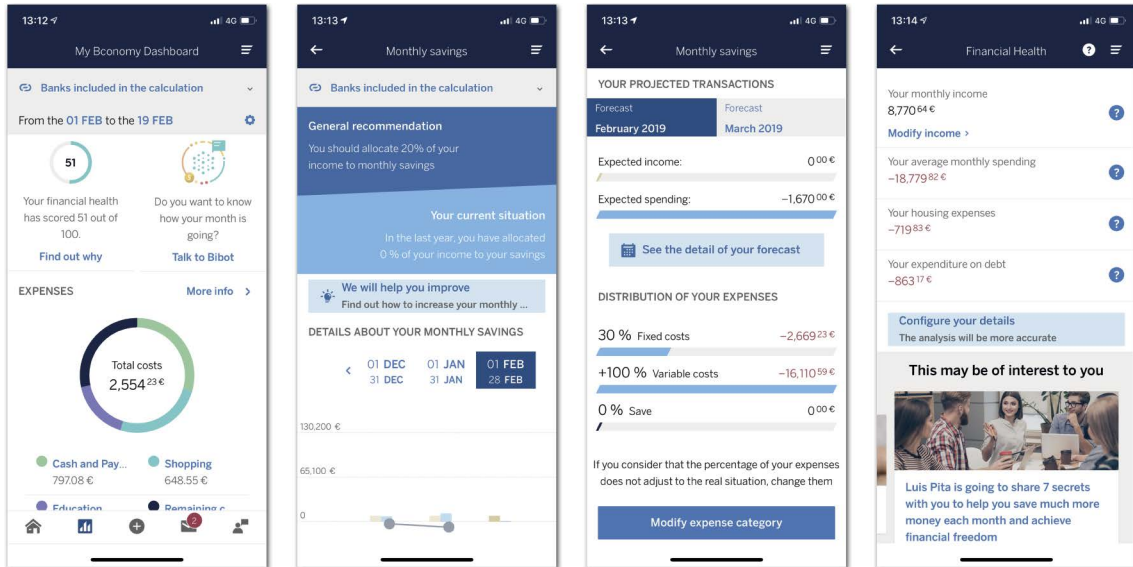 13:12
4G
My Bconomy Dashboard
Banks included in the calculation
From the 01 FEB to the 19 FEB
51
Your financial health
has scored 51 out of
100.
Find out why
Do you want to know
how your month is
going?
Talk to Bibot
EXPENSES
More info >
Total costs
2,554 23 €
Cash and Pay...
797.08 €
Shopping
648.55 €
Education
Remaining c
2
13:13
4G
Monthly savings
Banks included in the calculation
General recommendation
You should allocate 20% of your
income to monthly savings
Your current situation
In the last year, you have allocated
0 % of your income to your savings
We will help you improve
Find out how to increase your monthly ...
DETAILS ABOUT YOUR MONTHLY SAVINGS
01 DEC 01 JAN 01 FEB
31 DEC 31 JAN 28 FEB
130,200 €
65,100 €
0
13:13
4G
Monthly savings
YOUR PROJECTED TRANSACTIONS
Forecast
February 2019
Forecast
March 2019
Expected income: 0 00 €
Expected spending: -1,670 00 €
See the detail of your forecast
DISTRIBUTION OF YOUR EXPENSES
30 % Fixed costs -2,669 23 €
+100 % Variable costs -16,110 59 €
0 % Save 0 00 €
If you consider that the percentage of your expenses
does not adjust to the real situation, change them
Modify expense category
13:14
4G
Financial Health ?
Your monthly income
8,770 64 €
?
Modify income >
Your average monthly spending
-18,779 82 €
?
Your housing expenses
-719 83 €
?
Your expenditure on debt
-863 17 €
?
Configure your details
The analysis will be more accurate
This may be of interest to you
Luis Pita is going to share 7 secrets
with you to help you save much more
money each month and achieve
financial freedom